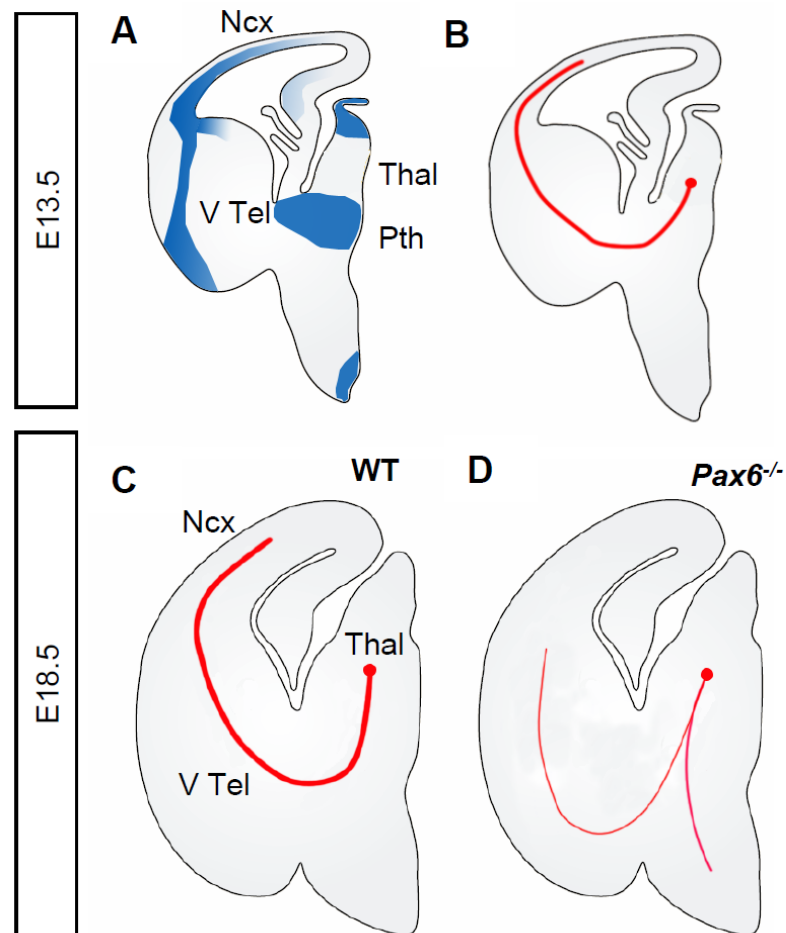 A
Ncx
B
Thal
V Tel
Pth
E13.5
C
WT
D
Pax6-/-
Ncx
Thal
V Tel
E18.5